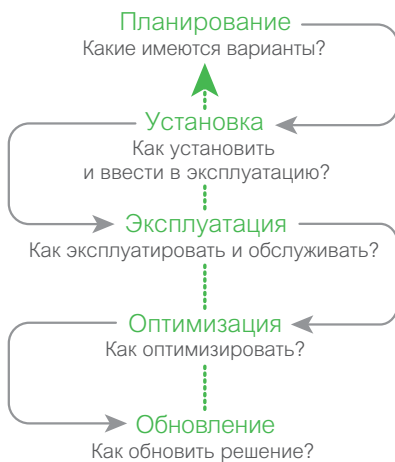 Планирование
Какие имеются варианты?
Установка
Как установить
и ввести в эксплуатацию?
Эксплуатация
Как эксплуатировать и обслуживать?
Оптимизация
Как оптимизировать?
Обновление
Как обновить решение?